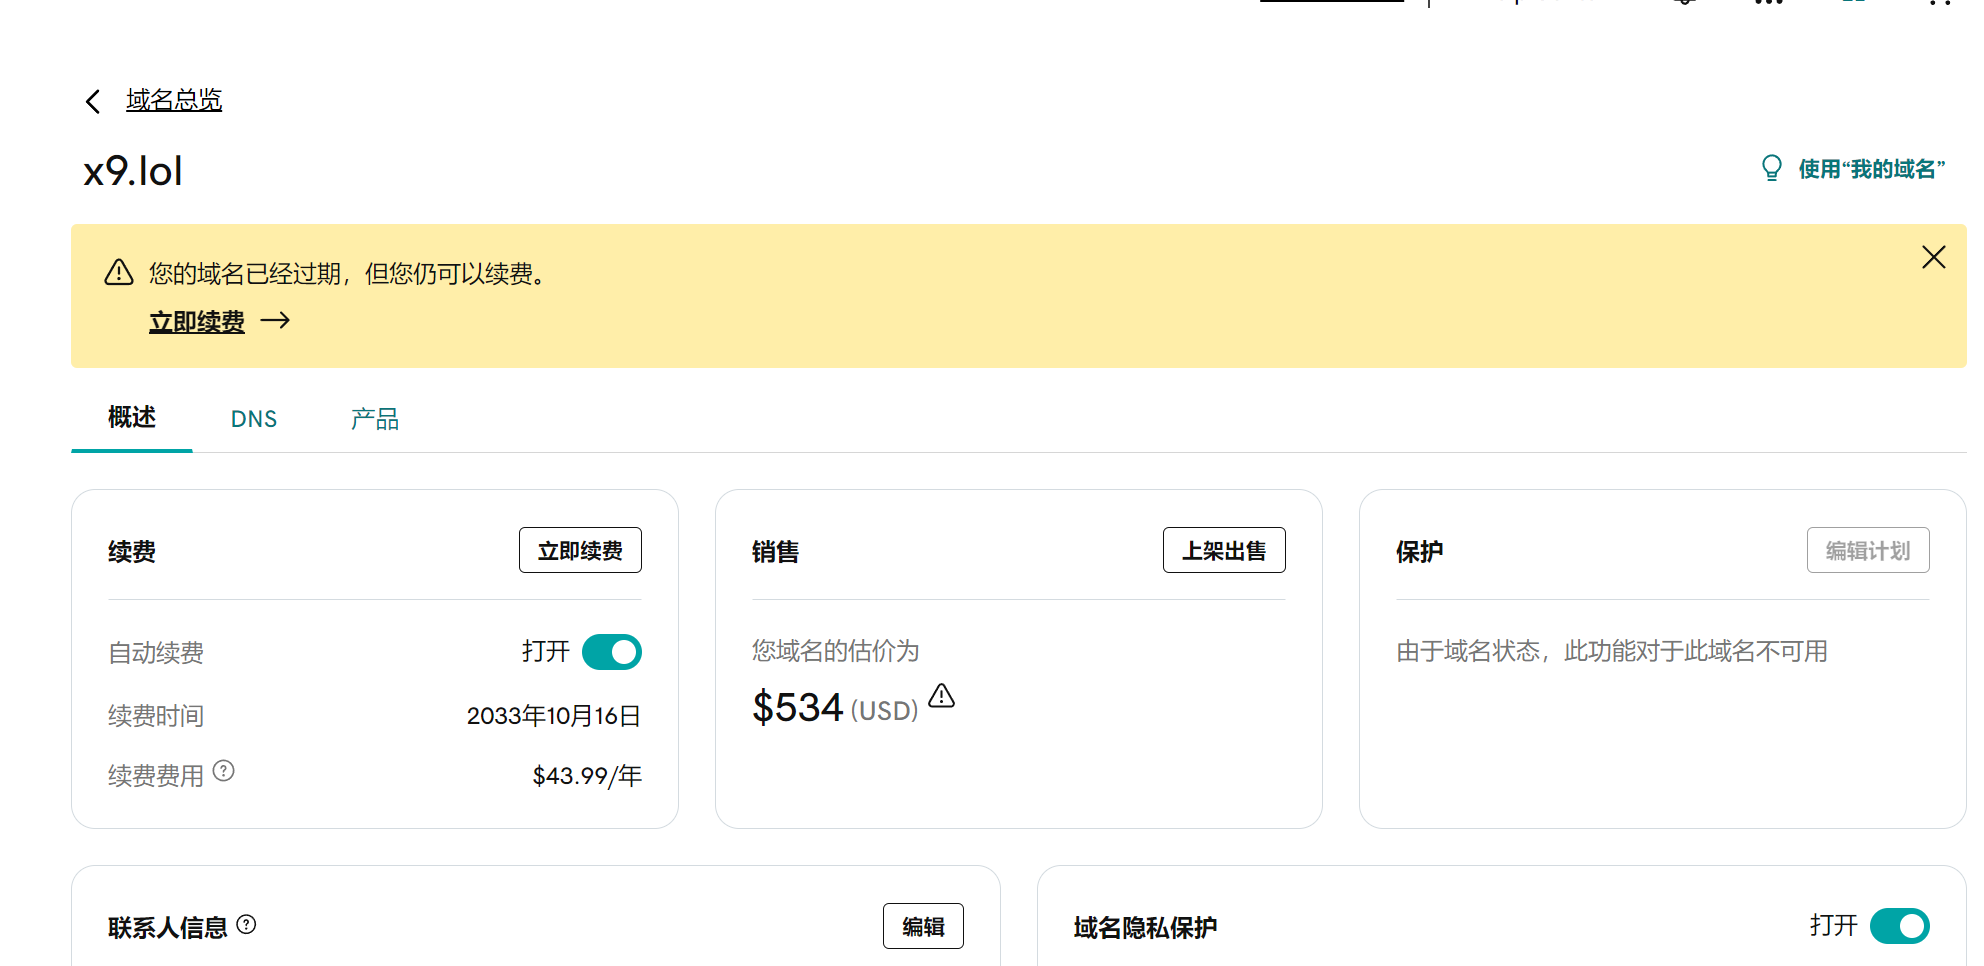 域名总览
x9.lol
使用“我的域名”
您的域名已经过期，但您仍可以续费。
立即续费
概述
DNS
产品
续费
立即续费
自动续费
打开
续费时间
2033年10月16日
续费费用
$43.99/年
销售
上架出售
您域名的估价为
$534 (USD)
保护
编辑计划
由于域名状态，此功能对于此域名不可用
联系人信息
编辑
域名隐私保护
打开